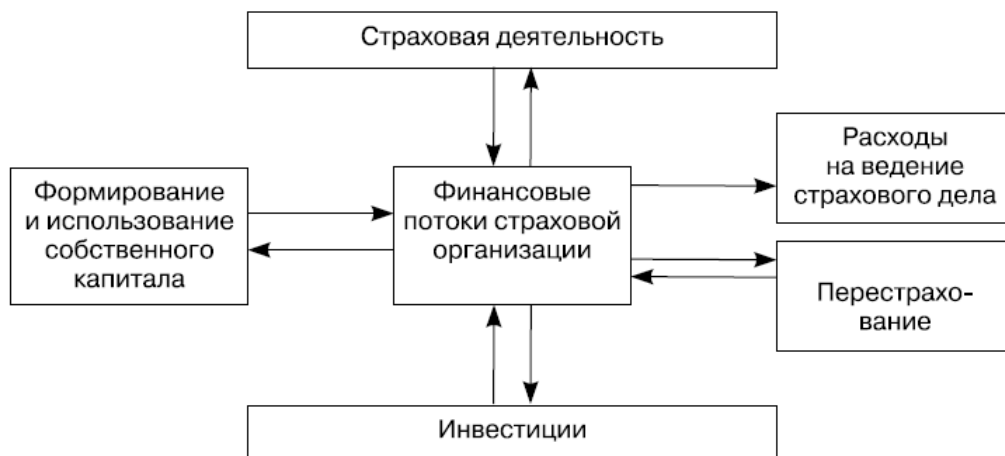 Страховая деятельность
Расходы
на ведение
страхового дела
Формирование
и использование
собственного
капитала
Финансовые
потоки страховой
организации
Перестрахо-
вание
Инвестиции